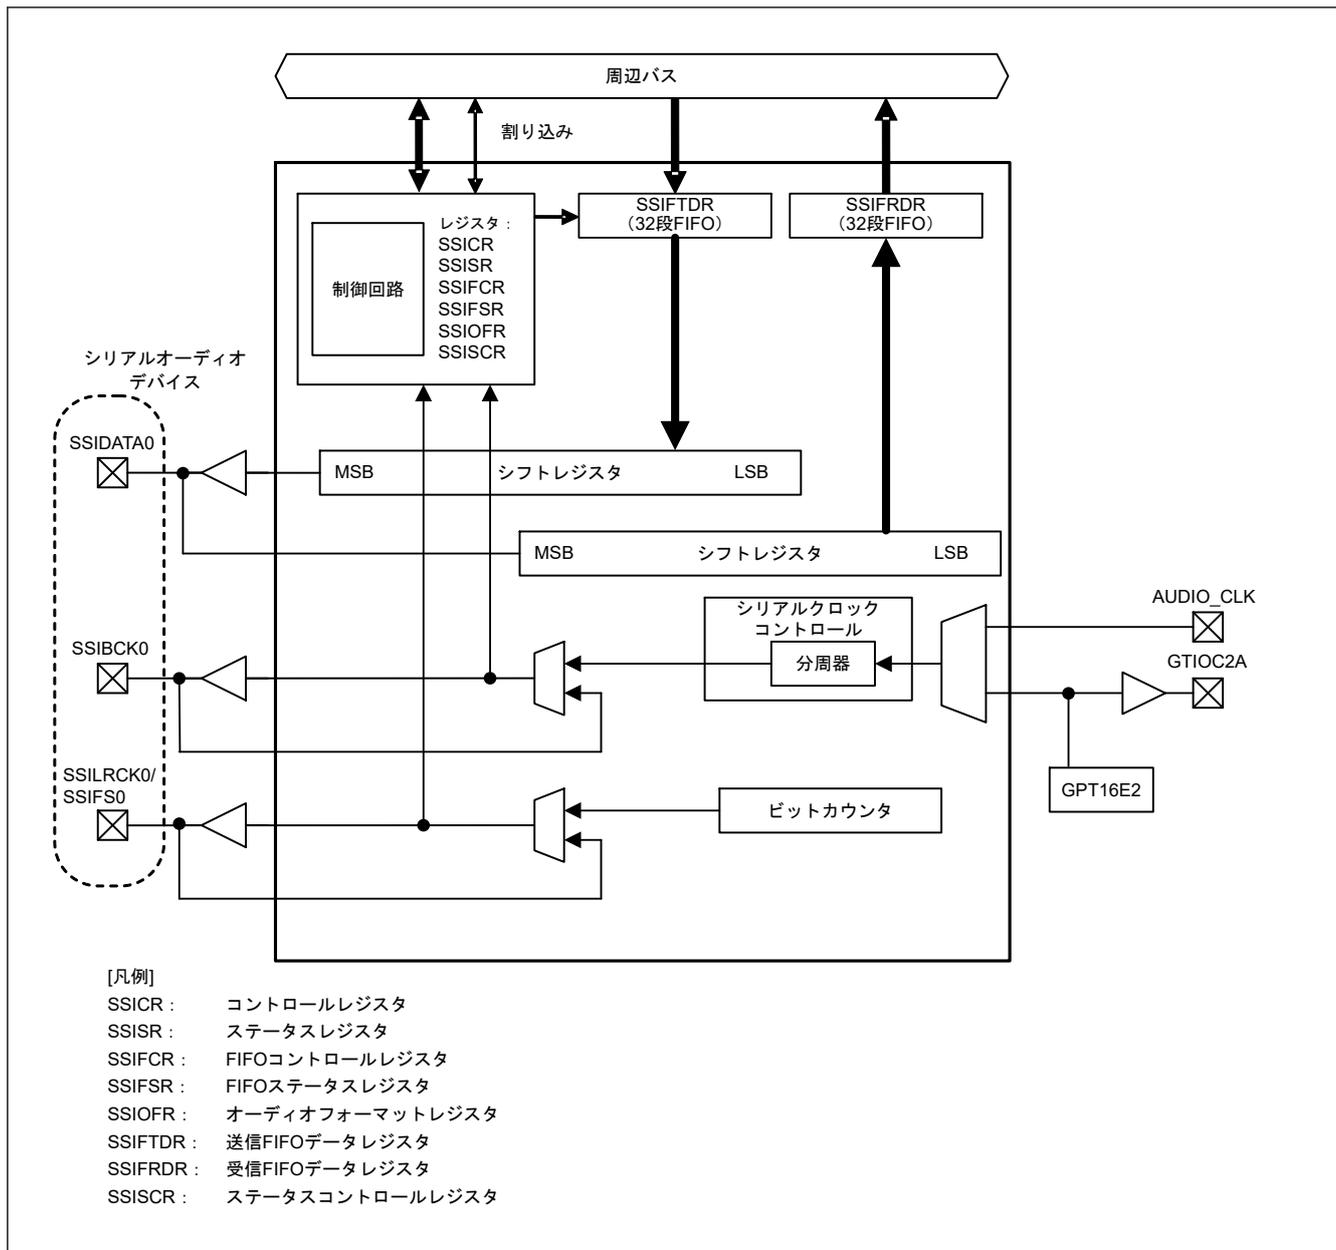 周辺バス
割り込み
SSIFTDR
(32段FIFO)
SSIFRDR
(32段FIFO)
レジスタ:
SSICR
SSISR
SSIFCR
SSIFSR
SSIOFR
SSISCR
制御回路
シリアルオーディオ
デバイス
SSIDATA0
MSB シフトレジスタ LSB
MSB シフトレジスタ LSB
シリアルクロック
コントロール
分周器
AUDIO_CLK
GTIOC2A
SSIBCK0
SSILRCK0/
SSIFS0
ビットカウンタ
GPT16E2
[凡例]
SSICR: コントロールレジスタ
SSISR: ステータスレジスタ
SSIFCR: FIFOコントロールレジスタ
SSIFSR: FIFOステータスレジスタ
SSIOFR: オーディオフォーマットレジスタ
SSIFTDR: 送信FIFOデータレジスタ
SSIFRDR: 受信FIFOデータレジスタ
SSISCR: ステータスコントロールレジスタ